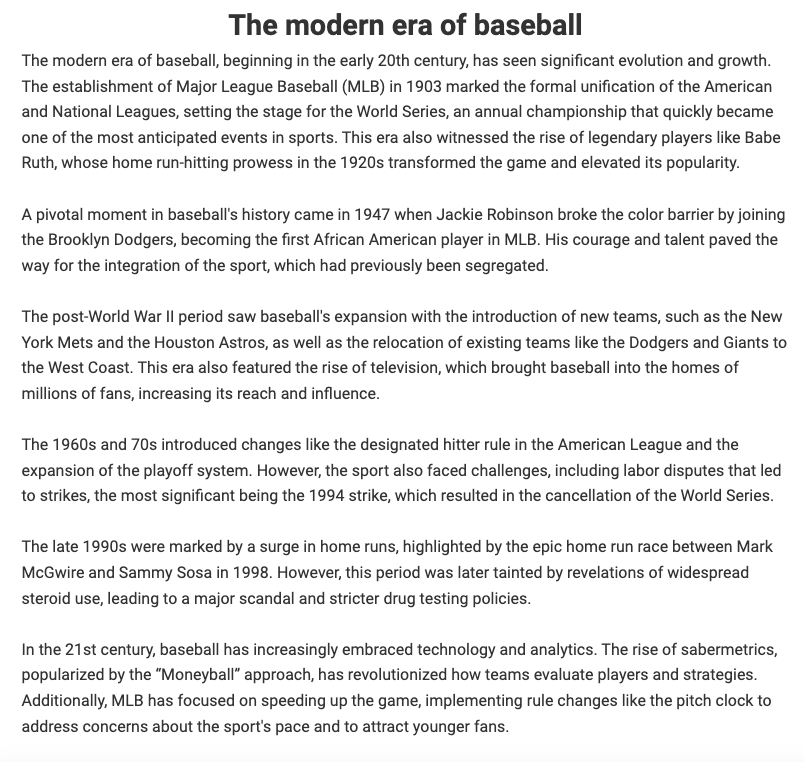 The modern era of baseball
The modern era of baseball, beginning in the early 20th century, has seen significant evolution and growth.
The establishment of Major League Baseball (MLB) in 1903 marked the formal unification of the American
and National Leagues, setting the stage for the World Series, an annual championship that quickly became
one of the most anticipated events in sports. This era also witnessed the rise of legendary players like Babe
Ruth, whose home run-hitting prowess in the 1920s transformed the game and elevated its popularity.
A pivotal moment in baseball's history came in 1947 when Jackie Robinson broke the color barrier by joining
the Brooklyn Dodgers, becoming the first African American player in MLB. His courage and talent paved the
way for the integration of the sport, which had previously been segregated.
The post-World War II period saw baseball's expansion with the introduction of new teams, such as the New
York Mets and the Houston Astros, as well as the relocation of existing teams like the Dodgers and Giants to
the West Coast. This era also featured the rise of television, which brought baseball into the homes of
millions of fans, increasing its reach and influence.
The 1960s and 70s introduced changes like the designated hitter rule in the American League and the
expansion of the playoff system. However, the sport also faced challenges, including labor disputes that led
to strikes, the most significant being the 1994 strike, which resulted in the cancellation of the World Series.
The late 1990s were marked by a surge in home runs, highlighted by the epic home run race between Mark
McGwire and Sammy Sosa in 1998. However, this period was later tainted by revelations of widespread
steroid use, leading to a major scandal and stricter drug testing policies.
In the 21st century, baseball has increasingly embraced technology and analytics. The rise of sabermetrics,
popularized by the “Moneyball” approach, has revolutionized how teams evaluate players and strategies.
Additionally, MLB has focused on speeding up the game, implementing rule changes like the pitch clock to
address concerns about the sport's pace and to attract younger fans.